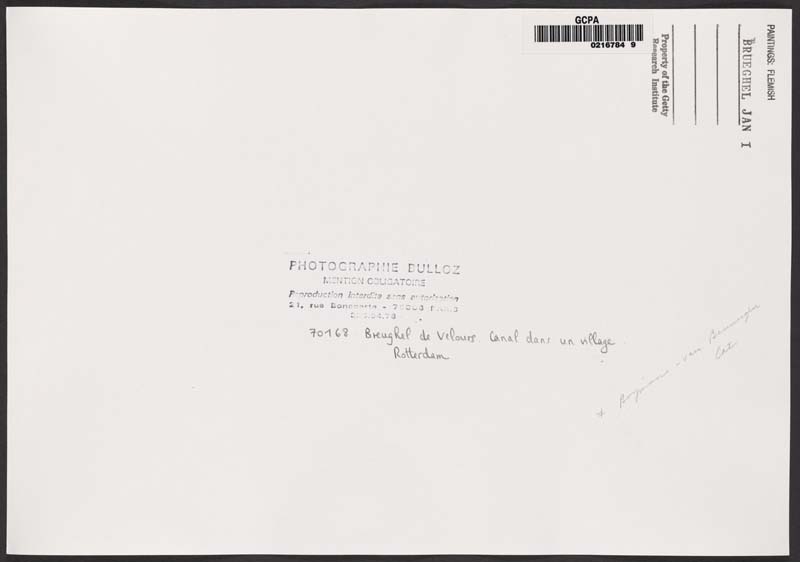 GCPA
0216784 9
Property of the Getty
Research Institute
BRUEGHEL JAN I
PAINTINGS: FLEMISH
PHOTOGRAPHIE BULLOZ
MENTION OBLIGATOIRE
Reproduction interdite sans autorisation
21, rue Bonaparte - 75006 PARIS
70168 Breughel de Velours. Canal dans un village.
Rotterdam
* Boymans - van Beuningen
Cat.